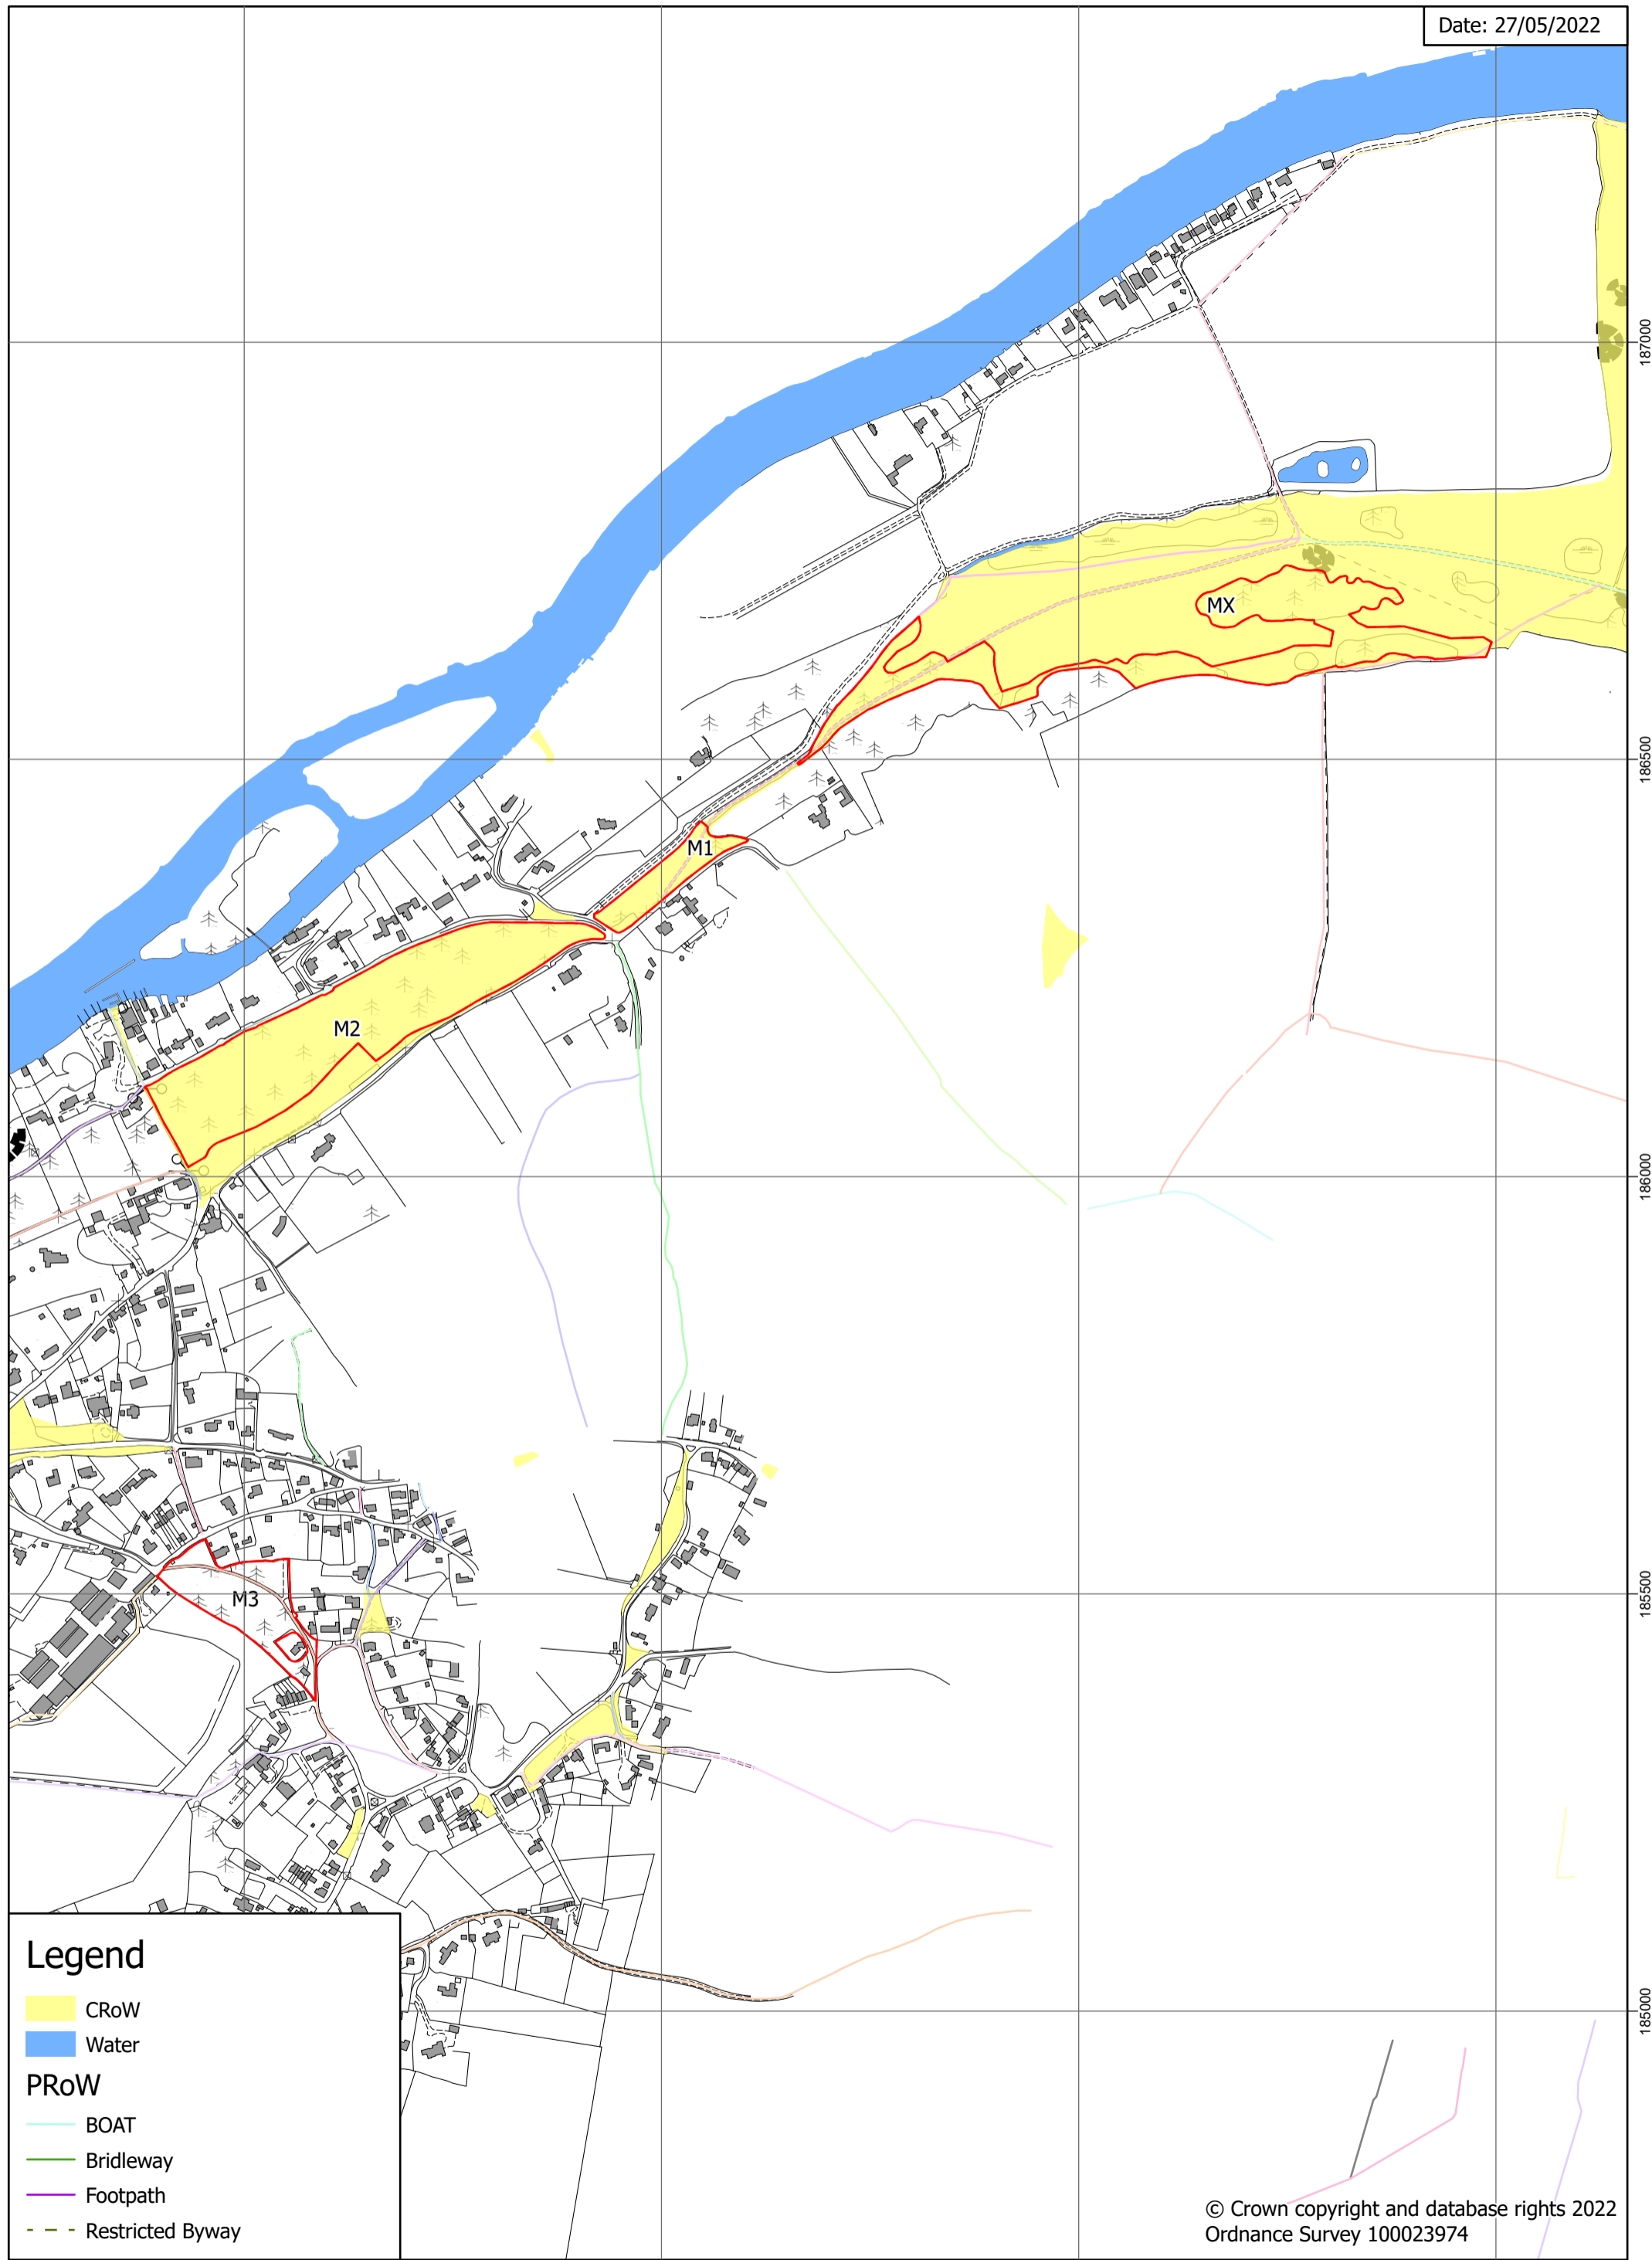 Date: 27/05/2022
187000
MX
186500
M1
M2
186000
M3
185500
Legend
CRoW
Water
185000
PRoW
BOAT
Bridleway
Footpath
Restricted Byway
© Crown copyright and database rights 2022
Ordnance Survey 100023974